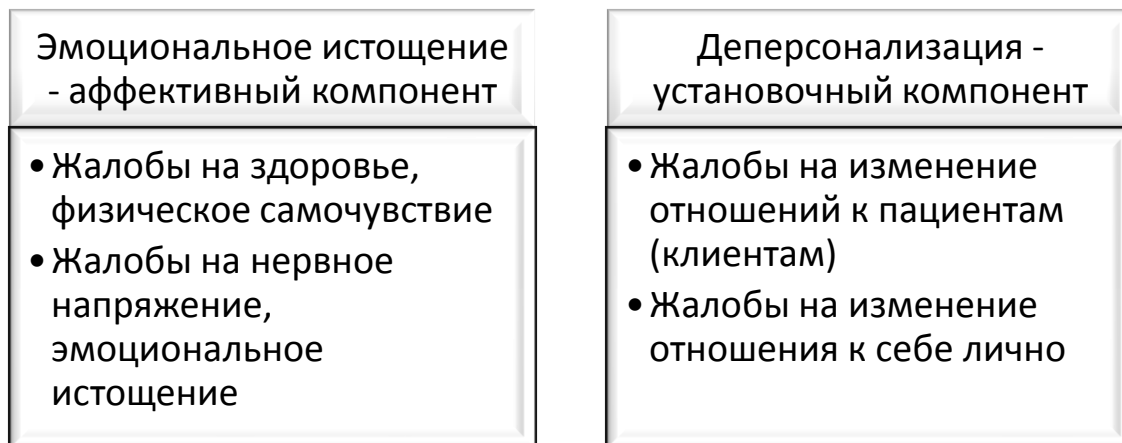 Эмоциональное истощение
- аффективный компонент
• Жалобы на здоровье,
физическое самочувствие
• Жалобы на нервное
напряжение,
эмоциональное
истощение
Деперсонализация -
установочный компонент
• Жалобы на изменение
отношений к пациентам
(клиентам)
• Жалобы на изменение
отношения к себе лично